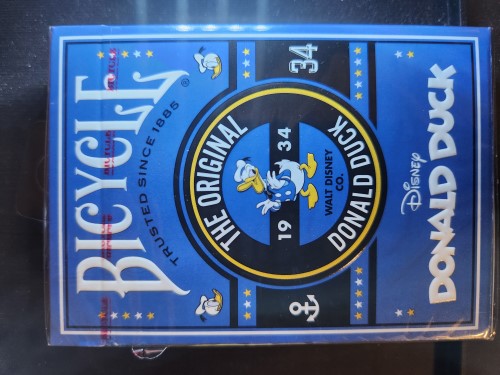 BICYCLE®
TRUSTED SINCE 1885
34
THE ORIGINAL
19 34
WALT DISNEY
CO.
DONALD DUCK
Disney
DONALD DUCK